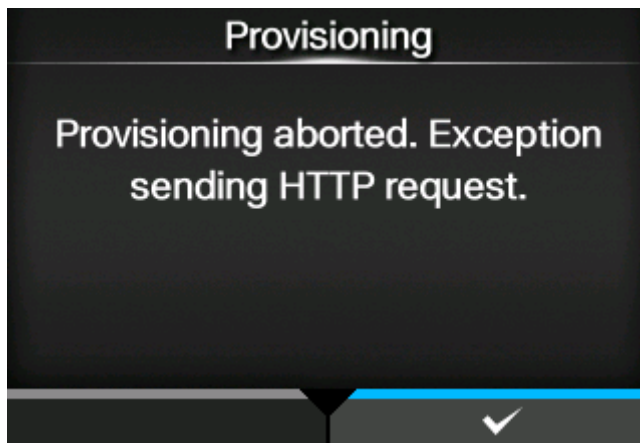 Provisioning
Provisioning aborted. Exception
sending HTTP request.